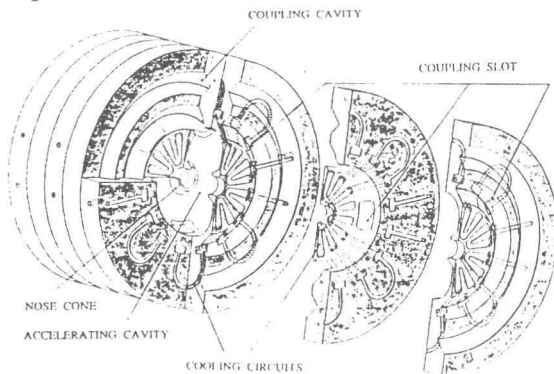 COUPLING CAVITY
COUPLING SLOT
NOSE CONE
ACCELERATING CAVITY
COOLING CIRCUITS